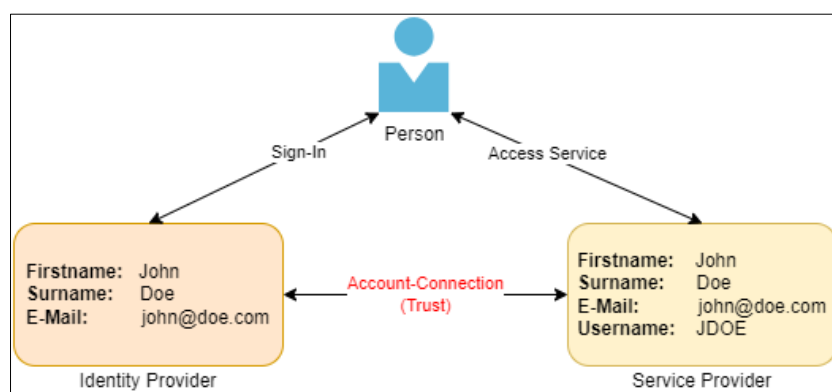 Person
Sign-In
Access Service
Firstname: John
Surname: Doe
E-Mail: john@doe.com
Identity Provider
Account-Connection
(Trust)
Firstname: John
Surname: Doe
E-Mail: john@doe.com
Username: JDOE
Service Provider